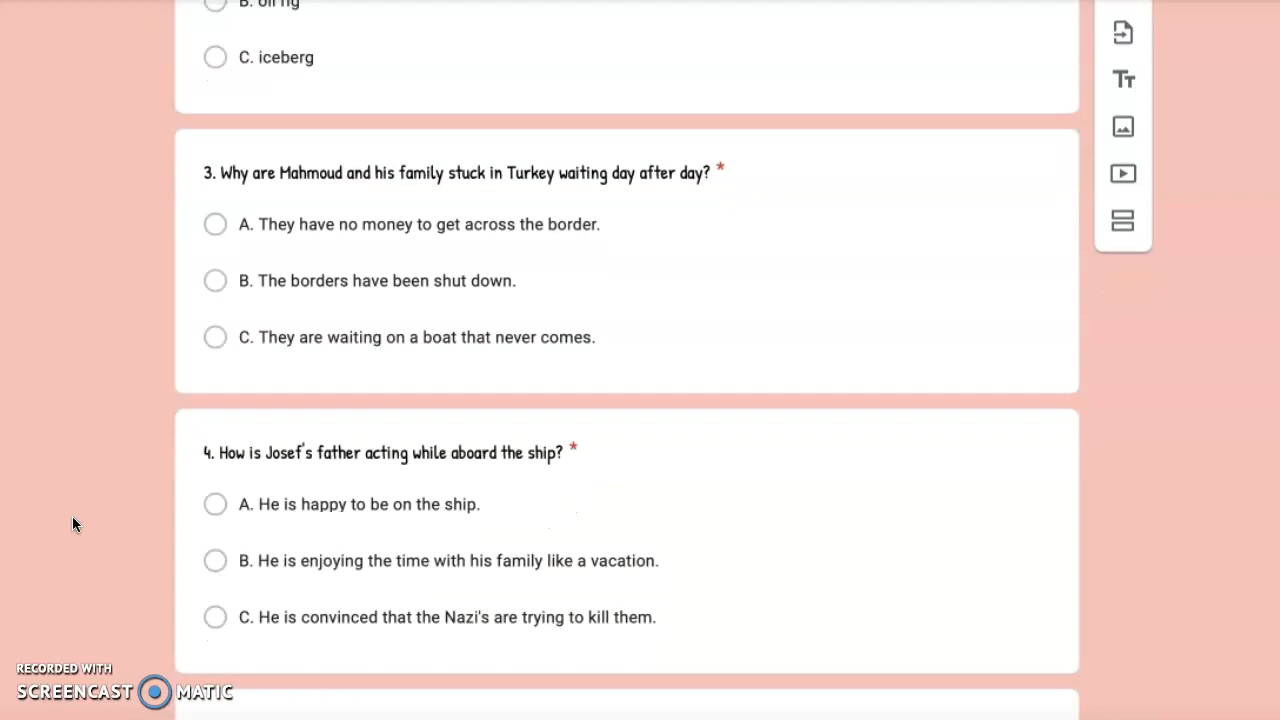 B. oil rig
C. iceberg
3. Why are Mahmoud and his family stuck in Turkey waiting day after day? *
A. They have no money to get across the border.
B. The borders have been shut down.
C. They are waiting on a boat that never comes.
4. How is Josef's father acting while aboard the ship? *
A. He is happy to be on the ship.
B. He is enjoying the time with his family like a vacation.
C. He is convinced that the Nazi's are trying to kill them.
RECORDED WITH
SCREENCAST MATIC